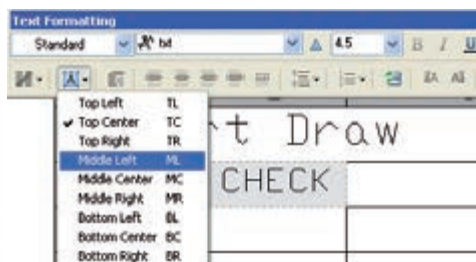 Text Formatting
Standard txt 4.5 B I U
Top Left TL
Top Center TC
Top Right TR
Middle Left ML
Middle Center MC
Middle Right MR
Bottom Left BL
Bottom Center BC
Bottom Right BR
t Draw
CHECK